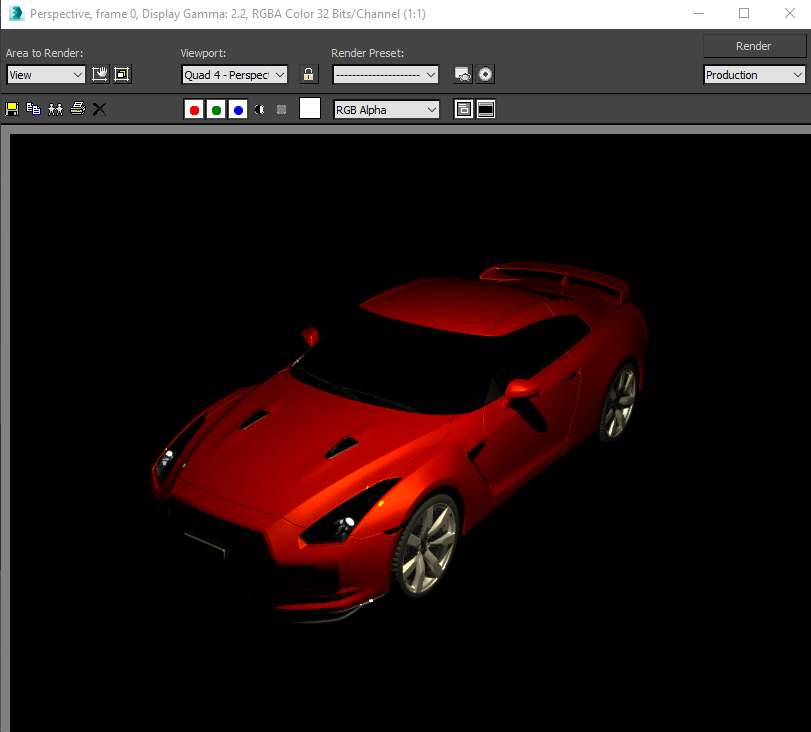 Perspective, frame 0, Display Gamma: 2.2, RGBA Color 32 Bits/Channel (1:1)
Area to Render:
Viewport:
Render Preset:
Render
View
Quad 4 - Perspec
Production
RGB Alpha